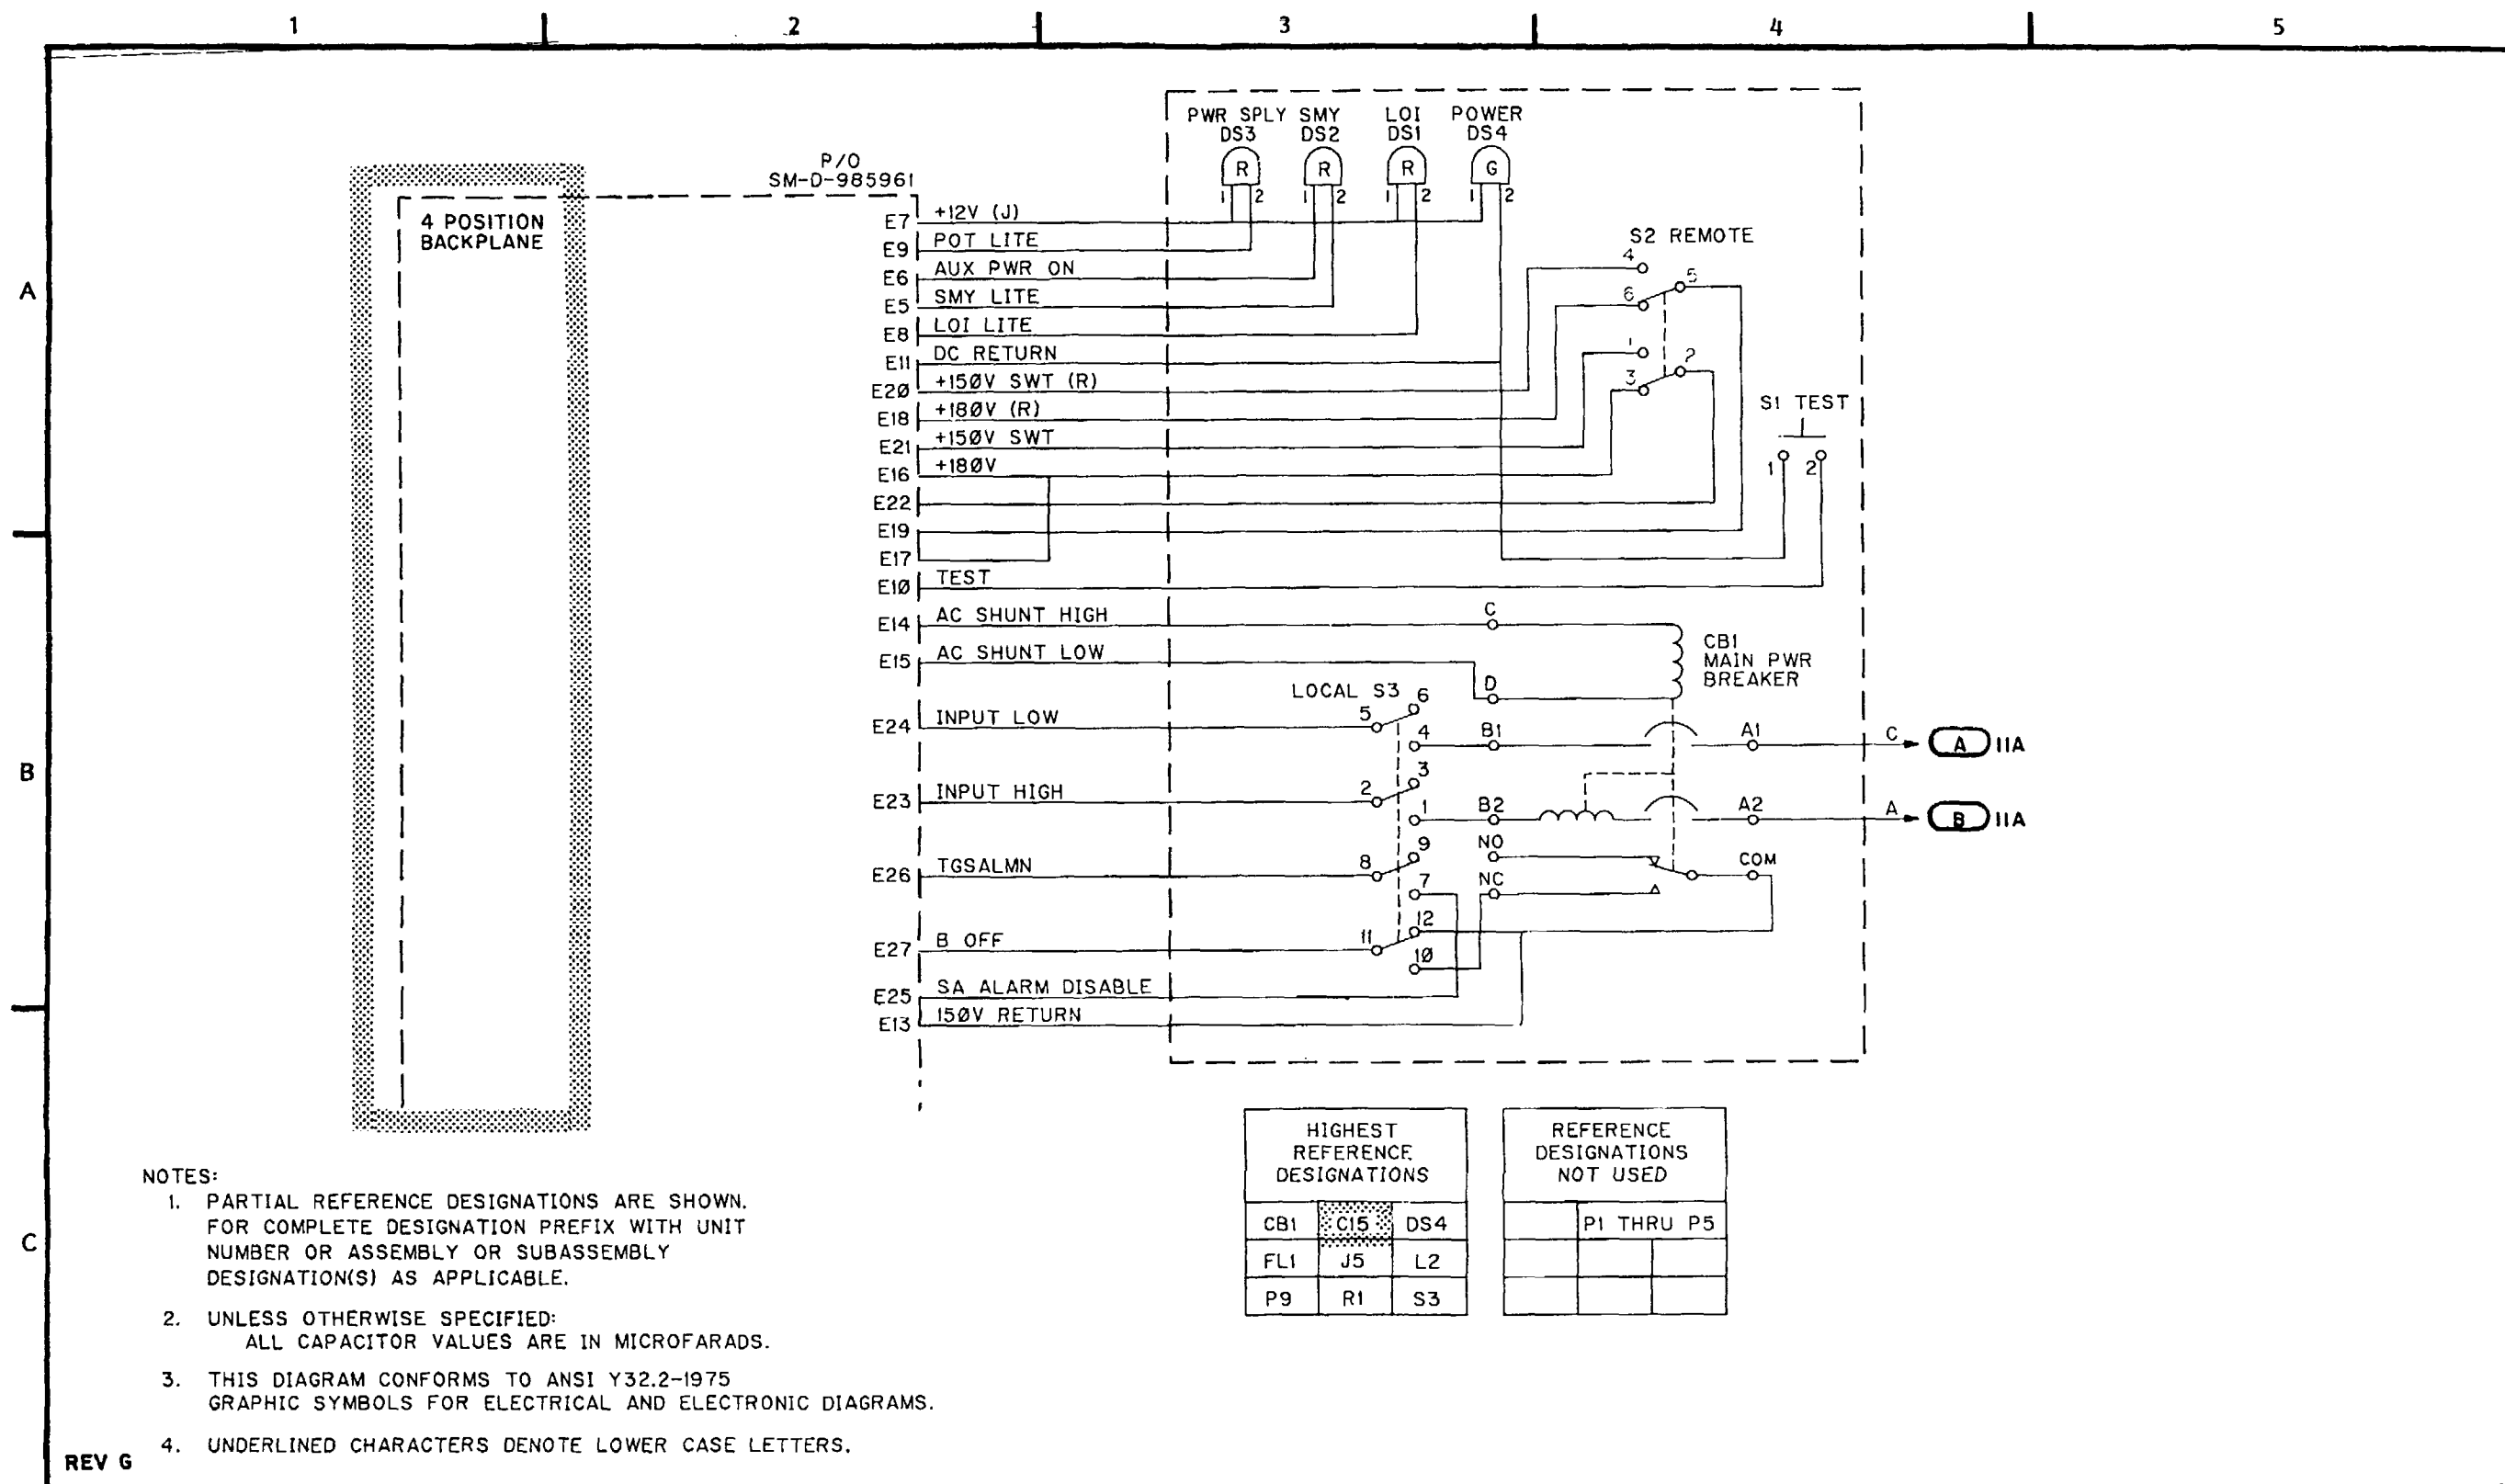 1 2 3 4 5
A
B
C
PWR SPLY SMY LOI POWER
DS3 DS2 DS1 DS4
R R R G
1 2 1 2 1 2 1 2
P/O
SM-D-985961
4 POSITION
BACKPLANE
E7 +12V (J)
E9 POT LITE
E6 AUX PWR ON
E5 SMY LITE
E8 LOI LITE
E11 DC RETURN
E20 +150V SWT (R)
E18 +180V (R)
E21 +150V SWT
E16 +180V
E22
E19
E17
E10 TEST
E14 AC SHUNT HIGH
E15 AC SHUNT LOW
E24 INPUT LOW
E23 INPUT HIGH
E26 TGSALMN
E27 B OFF
E25 SA ALARM DISABLE
E13 150V RETURN
S2 REMOTE
4
5
6
1
2
3
S1 TEST
1 2
C
D
CB1
MAIN PWR
BREAKER
LOCAL S3
6
5
4
B1 A1 C A 11A
3
2
1
B2 A2 A B 11A
9
8
7
NO
NC
COM
12
11
10
HIGHEST
REFERENCE
DESIGNATIONS
CB1 C15 DS4
FL1 J5 L2
P9 R1 S3
REFERENCE
DESIGNATIONS
NOT USED
P1 THRU P5
NOTES:
1. PARTIAL REFERENCE DESIGNATIONS ARE SHOWN.
FOR COMPLETE DESIGNATION PREFIX WITH UNIT
NUMBER OR ASSEMBLY OR SUBASSEMBLY
DESIGNATION(S) AS APPLICABLE.
2. UNLESS OTHERWISE SPECIFIED:
ALL CAPACITOR VALUES ARE IN MICROFARADS.
3. THIS DIAGRAM CONFORMS TO ANSI Y32.2-1975
GRAPHIC SYMBOLS FOR ELECTRICAL AND ELECTRONIC DIAGRAMS.
4. UNDERLINED CHARACTERS DENOTE LOWER CASE LETTERS.
REV G